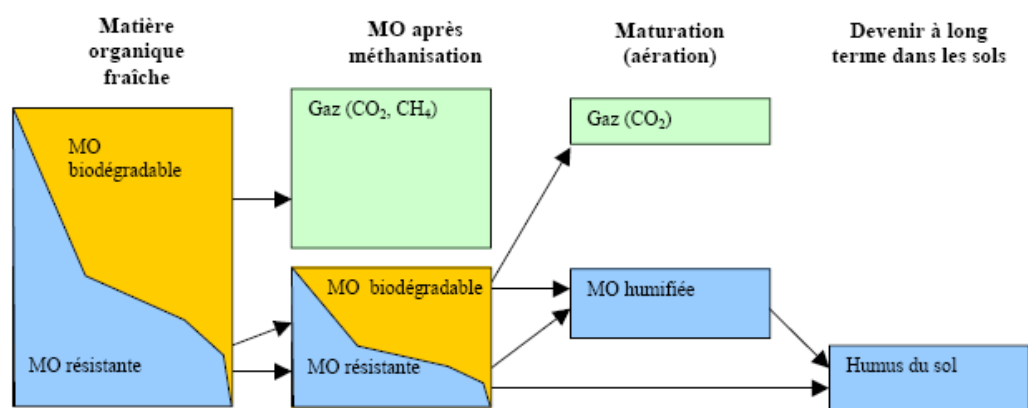 Matière
organique
fraîche
MO après
méthanisation
Maturation
(aération)
Devenir à long
terme dans les sols
MO
biodégradable
MO résistante
Gaz (CO₂, CH₄)
MO biodégradable
MO résistante
Gaz (CO₂)
MO humifiée
Humus du sol